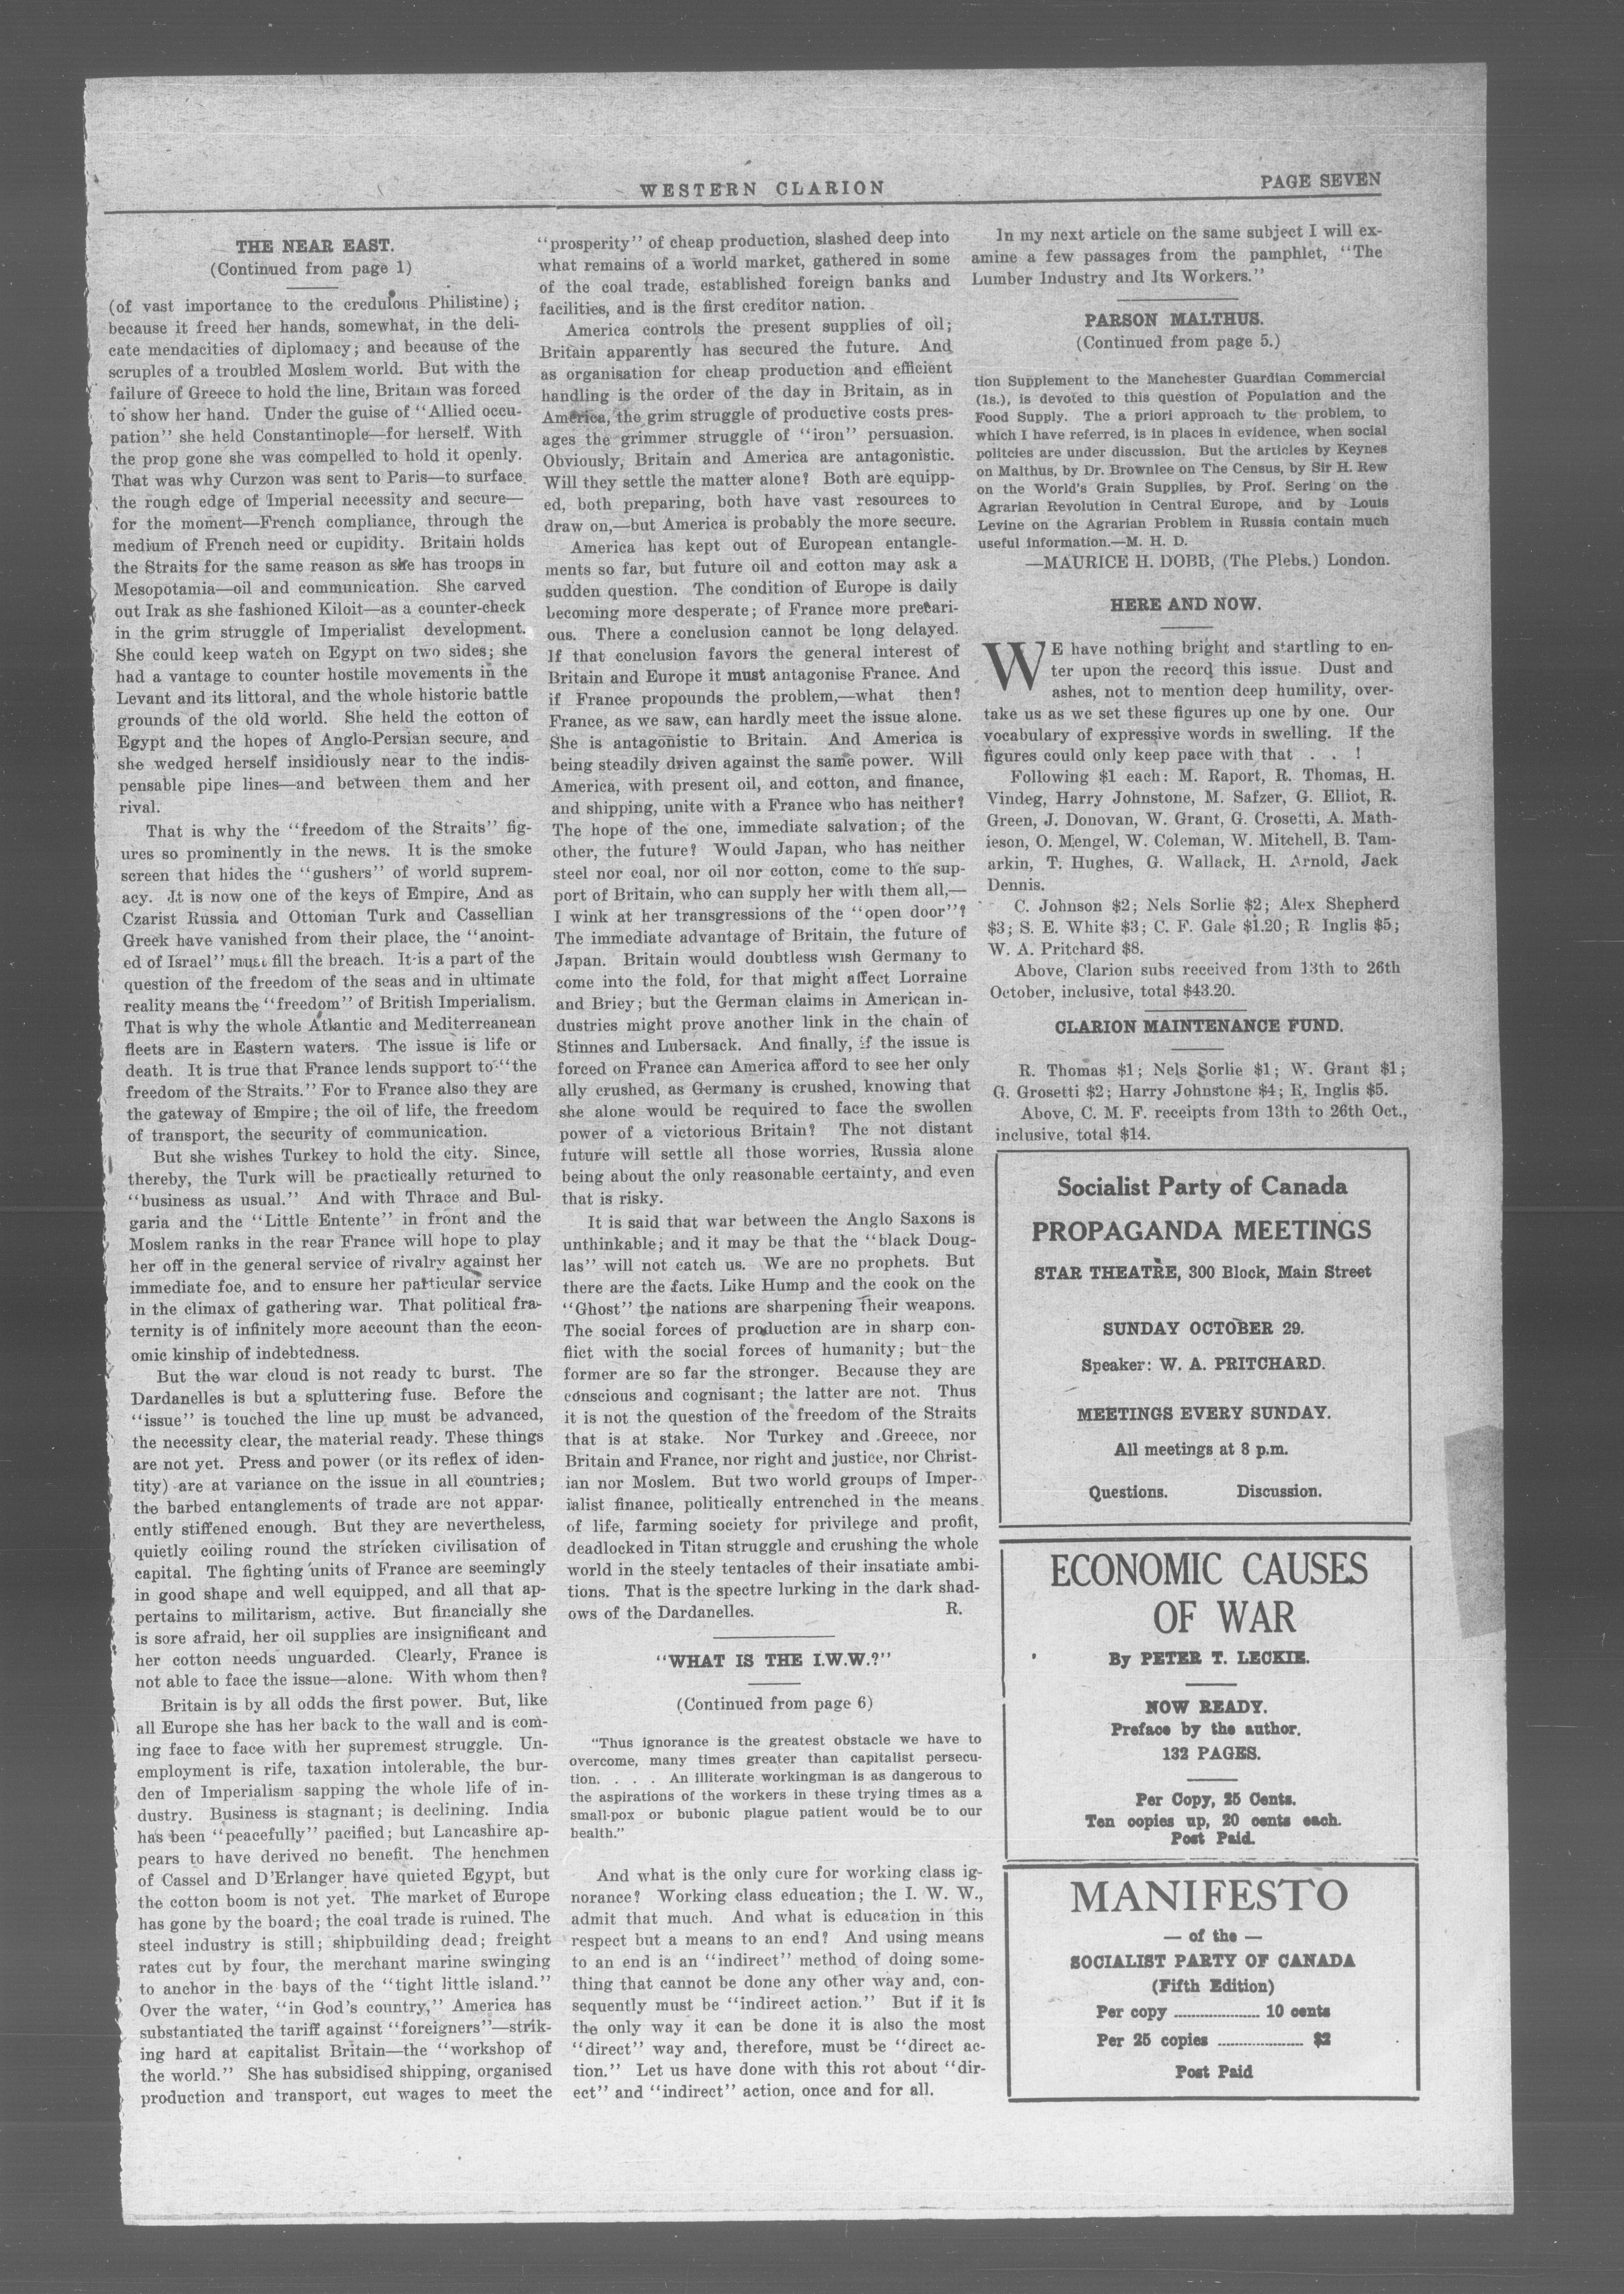 WESTERN CLARION
PAGE SEVEN
THE NEAR EAST.
(Continued from page 1)
(of vast importance to the credulous Philistine);
because it freed her hands, somewhat, in the deli-
cate mendacities of diplomacy; and because of the
scruples of a troubled Moslem world. But with the
failure of Greece to hold the line, Britain was forced
to show her hand. Under the guise of "Allied occu-
pation" she held Constantinople—for herself. With
the prop gone she was compelled to hold it openly.
That was why Curzon was sent to Paris—to surface
the rough edge of Imperial necessity and secure—
for the moment—French compliance, through the
medium of French need or cupidity. Britain holds
the Straits for the same reason as she has troops in
Mesopotamia—oil and communication. She carved
out Irak as she fashioned Kiloit—as a counter-check
in the grim struggle of Imperialist development.
She could keep watch on Egypt on two sides; she
had a vantage to counter hostile movements in the
Levant and its littoral, and the whole historic battle
grounds of the old world. She held the cotton of
Egypt and the hopes of Anglo-Persian secure, and
she wedged herself insidiously near to the indis-
pensable pipe lines—and between them and her
rival.
That is why the "freedom of the Straits" fig-
ures so prominently in the news. It is the smoke
screen that hides the "gushers" of world suprem-
acy. It is now one of the keys of Empire, And as
Czarist Russia and Ottoman Turk and Cassellian
Greek have vanished from their place, the "anoint-
ed of Israel" must fill the breach. It is a part of the
question of the freedom of the seas and in ultimate
reality means the "freedom" of British Imperialism.
That is why the whole Atlantic and Mediterreanean
fleets are in Eastern waters. The issue is life or
death. It is true that France lends support to "the
freedom of the Straits." For to France also they are
the gateway of Empire; the oil of life, the freedom
of transport, the security of communication.
But she wishes Turkey to hold the city. Since,
thereby, the Turk will be practically returned to
"business as usual." And with Thrace and Bul-
garia and the "Little Entente" in front and the
Moslem ranks in the rear France will hope to play
her off in the general service of rivalry against her
immediate foe, and to ensure her particular service
in the climax of gathering war. That political fra-
ternity is of infinitely more account than the econ-
omic kinship of indebtedness.
But the war cloud is not ready to burst. The
Dardanelles is but a spluttering fuse. Before the
"issue" is touched the line up must be advanced,
the necessity clear, the material ready. These things
are not yet. Press and power (or its reflex of iden-
tity) are at variance on the issue in all countries;
the barbed entanglements of trade are not appar-
ently stiffened enough. But they are nevertheless,
quietly coiling round the stricken civilisation of
capital. The fighting units of France are seemingly
in good shape and well equipped, and all that ap-
pertains to militarism, active. But financially she
is sore afraid, her oil supplies are insignificant and
her cotton needs unguarded. Clearly, France is
not able to face the issue—alone. With whom then?
Britain is by all odds the first power. But, like
all Europe she has her back to the wall and is com-
ing face to face with her supremest struggle. Un-
employment is rife, taxation intolerable, the bur-
den of Imperialism sapping the whole life of in-
dustry. Business is stagnant; is declining. India
has been "peacefully" pacified; but Lancashire ap-
pears to have derived no benefit. The henchmen
of Cassel and D'Erlanger have quieted Egypt, but
the cotton boom is not yet. The market of Europe
has gone by the board; the coal trade is ruined. The
steel industry is still; shipbuilding dead; freight
rates cut by four, the merchant marine swinging
to anchor in the bays of the "tight little island."
Over the water, "in God's country," America has
substantiated the tariff against "foreigners"—strik-
ing hard at capitalist Britain—the "workshop of
the world." She has subsidised shipping, organised
production and transport, cut wages to meet the
"prosperity" of cheap production, slashed deep into
what remains of a world market, gathered in some
of the coal trade, established foreign banks and
facilities, and is the first creditor nation.
America controls the present supplies of oil;
Britain apparently has secured the future. And
as organisation for cheap production and efficient
handling is the order of the day in Britain, as in
America, the grim struggle of productive costs pres-
ages the grimmer struggle of "iron" persuasion.
Obviously, Britain and America are antagonistic.
Will they settle the matter alone? Both are equipp-
ed, both preparing, both have vast resources to
draw on,—but America is probably the more secure.
America has kept out of European entangle-
ments so far, but future oil and cotton may ask a
sudden question. The condition of Europe is daily
becoming more desperate; of France more precari-
ous. There a conclusion cannot be long delayed.
If that conclusion favors the general interest of
Britain and Europe it must antagonise France. And
if France propounds the problem,—what then?
France, as we saw, can hardly meet the issue alone.
She is antagonistic to Britain. And America is
being steadily driven against the same power. Will
America, with present oil, and cotton, and finance,
and shipping, unite with a France who has neither?
The hope of the one, immediate salvation; of the
other, the future? Would Japan, who has neither
steel nor coal, nor oil nor cotton, come to the sup-
port of Britain, who can supply her with them all,—
I wink at her transgressions of the "open door"?
The immediate advantage of Britain, the future of
Japan. Britain would doubtless wish Germany to
come into the fold, for that might affect Lorraine
and Briey; but the German claims in American in-
dustries might prove another link in the chain of
Stinnes and Lubersack. And finally, if the issue is
forced on France can America afford to see her only
ally crushed, as Germany is crushed, knowing that
she alone would be required to face the swollen
power of a victorious Britain? The not distant
future will settle all those worries, Russia alone
being about the only reasonable certainty, and even
that is risky.
It is said that war between the Anglo Saxons is
unthinkable; and it may be that the "black Doug-
las" will not catch us. We are no prophets. But
there are the facts. Like Hump and the cook on the
"Ghost" the nations are sharpening their weapons.
The social forces of production are in sharp con-
flict with the social forces of humanity; but the
former are so far the stronger. Because they are
conscious and cognisant; the latter are not. Thus
it is not the question of the freedom of the Straits
that is at stake. Nor Turkey and Greece, nor
Britain and France, nor right and justice, nor Christ-
ian nor Moslem. But two world groups of Imper-
ialist finance, politically entrenched in the means
of life, farming society for privilege and profit,
deadlocked in Titan struggle and crushing the whole
world in the steely tentacles of their insatiate ambi-
tions. That is the spectre lurking in the dark shad-
ows of the Dardanelles. R.
"WHAT IS THE I.W.W.?"
(Continued from page 6)
"Thus ignorance is the greatest obstacle we have to
overcome, many times greater than capitalist persecu-
tion. . . . An illiterate workingman is as dangerous to
the aspirations of the workers in these trying times as a
small-pox or bubonic plague patient would be to our
health."
And what is the only cure for working class ig-
norance? Working class education; the I. W. W.,
admit that much. And what is education in this
respect but a means to an end? And using means
to an end is an "indirect" method of doing some-
thing that cannot be done any other way and, con-
sequently must be "indirect action." But if it is
the only way it can be done it is also the most
"direct" way and, therefore, must be "direct ac-
tion." Let us have done with this rot about "dir-
ect" and "indirect" action, once and for all.
In my next article on the same subject I will ex-
amine a few passages from the pamphlet, "The
Lumber Industry and Its Workers."
PARSON MALTHUS.
(Continued from page 5.)
tion Supplement to the Manchester Guardian Commercial
(1s.), is devoted to this question of Population and the
Food Supply. The a priori approach to the problem, to
which I have referred, is in places in evidence, when social
politcies are under discussion. But the articles by Keynes
on Malthus, by Dr. Brownlee on The Census, by Sir H. Rew
on the World's Grain Supplies, by Prof. Sering on the
Agrarian Revolution in Central Europe, and by Louis
Levine on the Agrarian Problem in Russia contain much
useful information.—M. H. D.
—MAURICE H. DOBB, (The Plebs.) London.
HERE AND NOW.
WE have nothing bright and startling to en-
ter upon the record this issue. Dust and
ashes, not to mention deep humility, over-
take us as we set these figures up one by one. Our
vocabulary of expressive words in swelling. If the
figures could only keep pace with that . . !
Following $1 each: M. Raport, R. Thomas, H.
Vindeg, Harry Johnstone, M. Safzer, G. Elliot, R.
Green, J. Donovan, W. Grant, G. Crosetti, A. Math-
ieson, O. Mengel, W. Coleman, W. Mitchell, B. Tam-
arkin, T. Hughes, G. Wallack, H. Arnold, Jack
Dennis.
C. Johnson $2; Nels Sorlie $2; Alex Shepherd
$3; S. E. White $3; C. F. Gale $1.20; R Inglis $5;
W. A. Pritchard $8.
Above, Clarion subs received from 13th to 26th
October, inclusive, total $43.20.
CLARION MAINTENANCE FUND.
R. Thomas $1; Nels Sorlie $1; W. Grant $1;
G. Grosetti $2; Harry Johnstone $4; R. Inglis $5.
Above, C. M. F. receipts from 13th to 26th Oct.,
inclusive, total $14.
Socialist Party of Canada
PROPAGANDA MEETINGS
STAR THEATRE, 300 Block, Main Street
SUNDAY OCTOBER 29.
Speaker: W. A. PRITCHARD.
MEETINGS EVERY SUNDAY.
All meetings at 8 p.m.
Questions. Discussion.
ECONOMIC CAUSES
OF WAR
By PETER T. LECKIE.
NOW READY.
Preface by the author.
132 PAGES.
Per Copy, 25 Cents.
Ten copies up, 20 cents each.
Post Paid.
MANIFESTO
— of the —
SOCIALIST PARTY OF CANADA
(Fifth Edition)
Per copy ..................... 10 cents
Per 25 copies ..................... $2
Post Paid